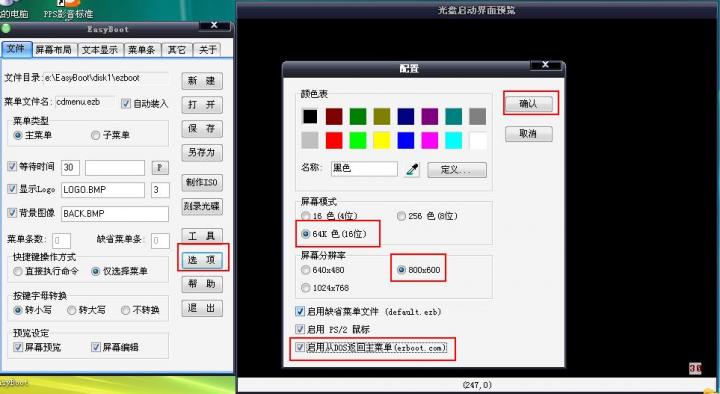 的电脑 PPS影音标准
EasyBoot X
文件 屏幕布局 文本显示 菜单条 其它 关于
文件目录: e:\EasyBoot\disk1\ezboot
新 建
菜单文件名: cdmenu.ezb 自动装入
打 开
菜单类型
主菜单 子菜单
保 存
另存为
等待时间 30 P
显示Logo LOGO.BMP 3
制作ISO
背景图像 BACK.BMP
刻录光碟
菜单条数: 0 缺省菜单条: 0
工 具
快捷键操作方式
直接执行命令 仅选择菜单
选 项
帮 助
按键字母转换
转小写 转大写 不转换
退 出
预览设定
屏幕预览 屏幕编辑
syBoot
光盘启动界面预览
配置 X
颜色表
确认
取消
名称: 黑色 定义...
屏幕模式
16 色(4位) 256 色(8位)
64K 色(16位)
屏幕分辨率
640x480 800x600
1024x768
启用缺省菜单文件 (default.ezb)
启用 PS/2 鼠标
启用从DOS返回主菜单(ezboot.com)
30
(247,0)